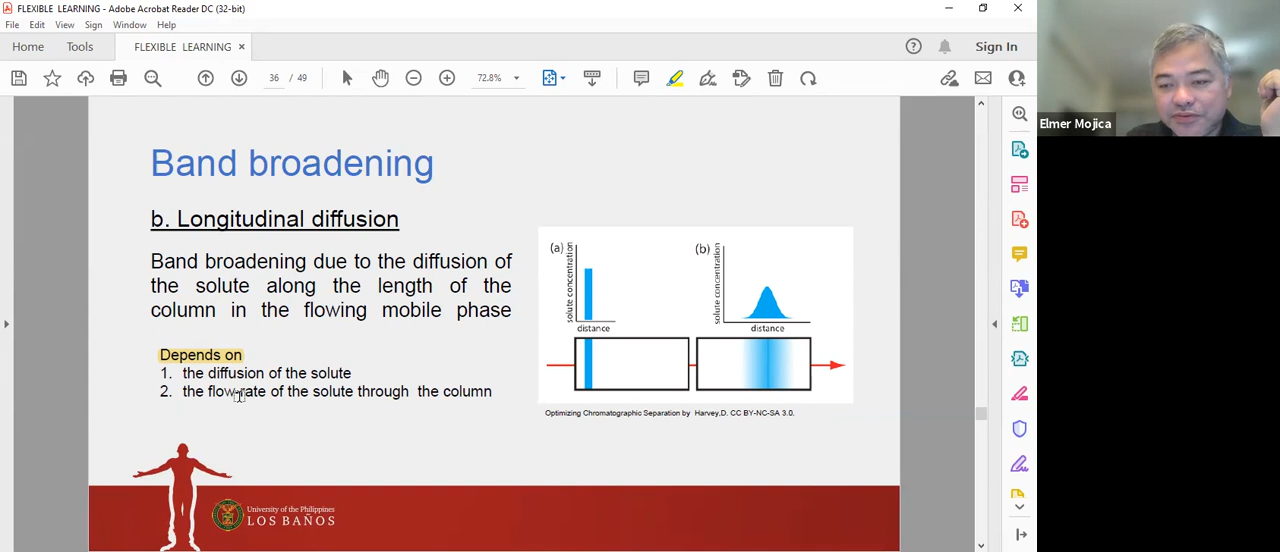 FLEXIBLE LEARNING - Adobe Acrobat Reader DC (32-bit)
File Edit View Sign Window Help
Home Tools FLEXIBLE LEARNING × Sign In
36 / 49 72.8%
Elmer Mojica
Band broadening
b. Longitudinal diffusion
Band broadening due to the diffusion of
the solute along the length of the
column in the flowing mobile phase
Depends on
1. the diffusion of the solute
2. the flow rate of the solute through the column
(a) solute concentration
distance
(b) solute concentration
distance
Optimizing Chromatographic Separation by Harvey,D. CC BY-NC-SA 3.0.
University of the Philippines
LOS BAÑOS